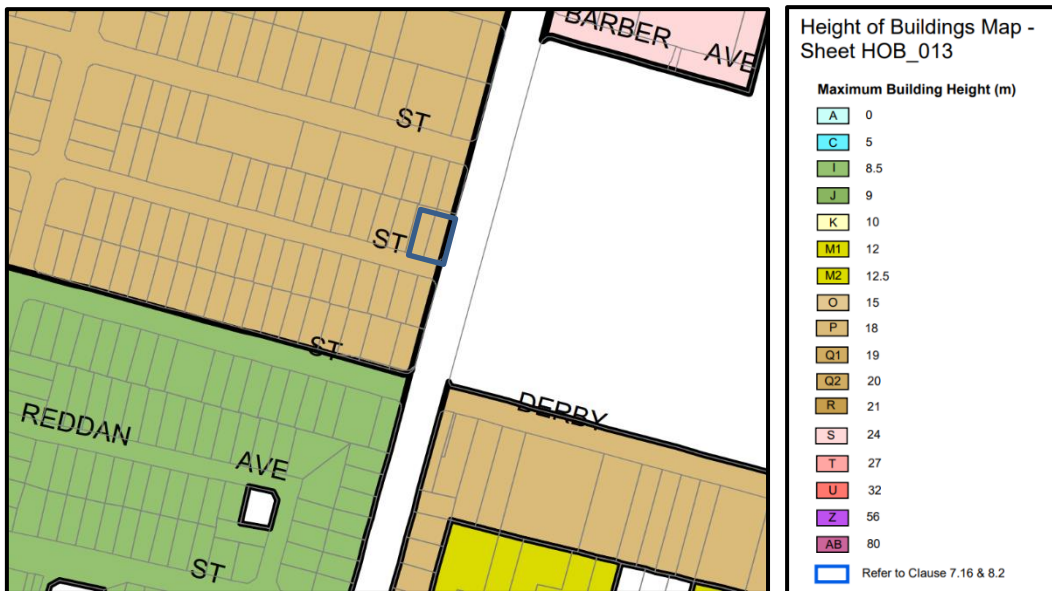 BARBER
AVE
ST
ST
ST
DERBY
REDDAN
AVE
ST
Height of Buildings Map -
Sheet HOB_013
Maximum Building Height (m)
A 0
C 5
I 8.5
J 9
K 10
M1 12
M2 12.5
O 15
P 18
Q1 19
Q2 20
R 21
S 24
T 27
U 32
Z 56
AB 80
Refer to Clause 7.16 & 8.2